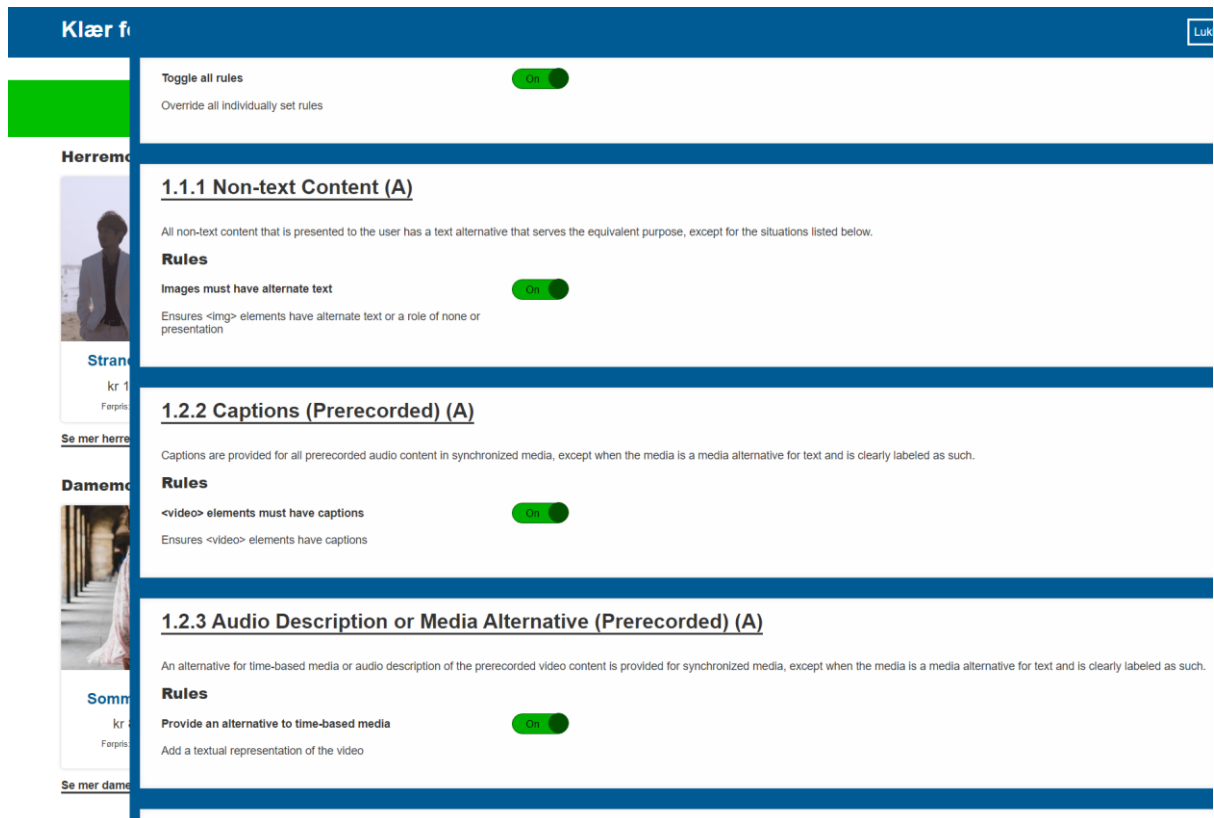 Klær f
Luk
Toggle all rules
On
Override all individually set rules
Herremo
1.1.1 Non-text Content (A)
All non-text content that is presented to the user has a text alternative that serves the equivalent purpose, except for the situations listed below.
Rules
Images must have alternate text
On
Ensures <img> elements have alternate text or a role of none or
presentation
Stran
kr 1
Førpris:
Se mer herre
1.2.2 Captions (Prerecorded) (A)
Captions are provided for all prerecorded audio content in synchronized media, except when the media is a media alternative for text and is clearly labeled as such.
Rules
<video> elements must have captions
On
Ensures <video> elements have captions
Damemo
1.2.3 Audio Description or Media Alternative (Prerecorded) (A)
An alternative for time-based media or audio description of the prerecorded video content is provided for synchronized media, except when the media is a media alternative for text and is clearly labeled as such.
Rules
Provide an alternative to time-based media
On
Add a textual representation of the video
Somm
kr
Førpris:
Se mer dame